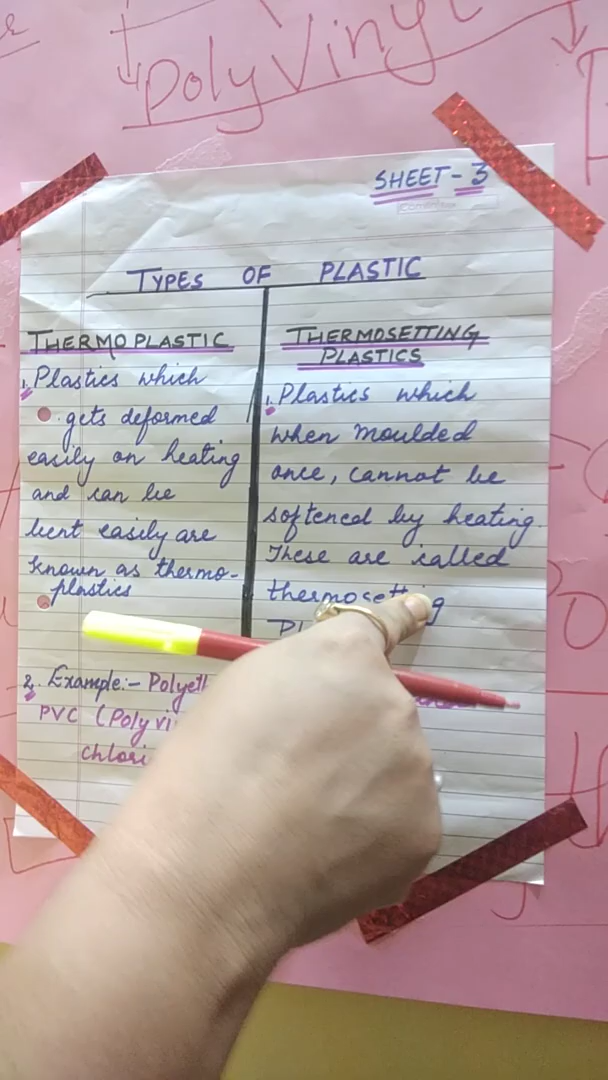 PolyVinyl
SHEET - 3
TYPES OF PLASTIC
THERMOPLASTIC
1. Plastics which
gets deformed
easily on heating
and can be
bent easily are
known as thermo-
plastics
2. Example:- Polyeth
PVC (Polyvi
chlori
THERMOSETTING
PLASTICS
1. Plastics which
when moulded
once, cannot be
softened by heating.
These are called
thermosetting